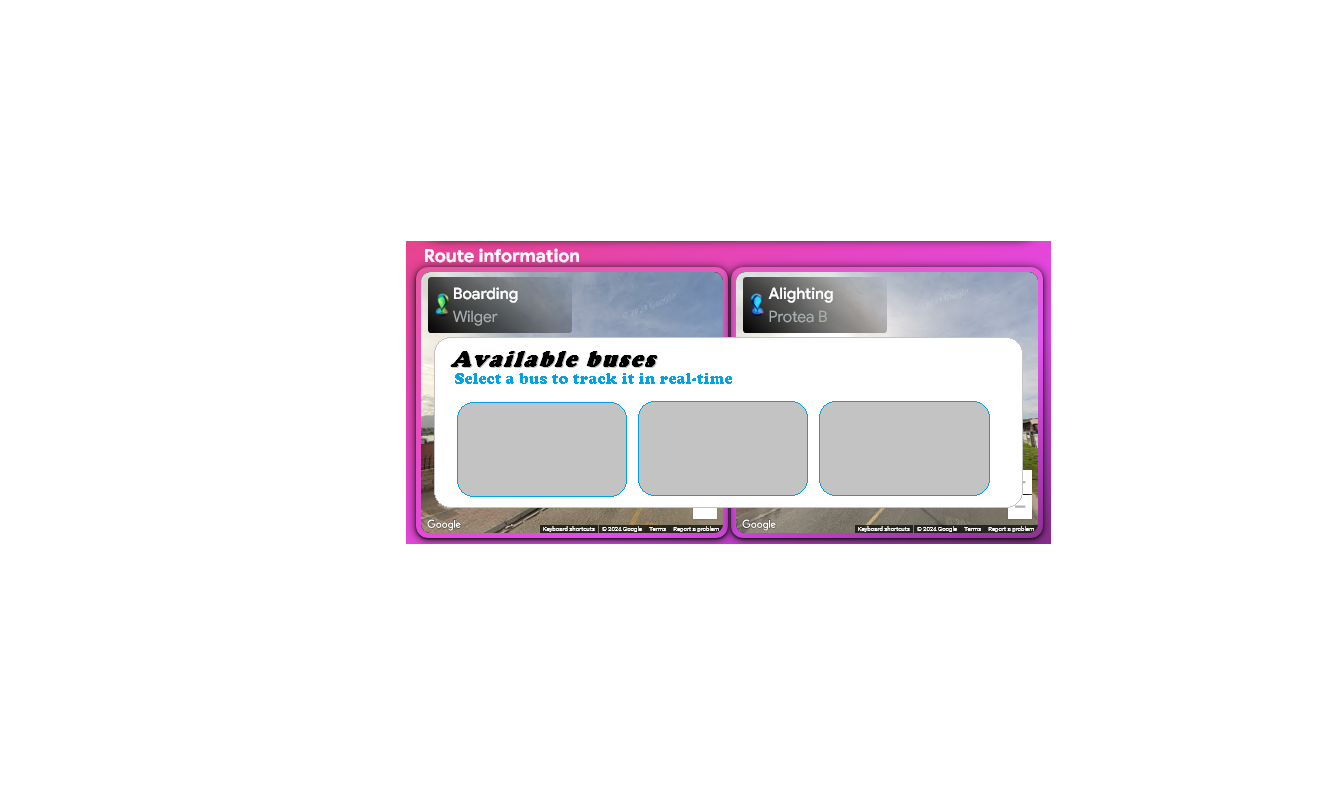 Route information
Boarding
Wilger
Alighting
Protea B
Available buses
Select a bus to track it in real-time
Google
Keyboard shortcuts © 2024 Google Terms Report a problem
Google
Keyboard shortcuts © 2024 Google Terms Report a problem